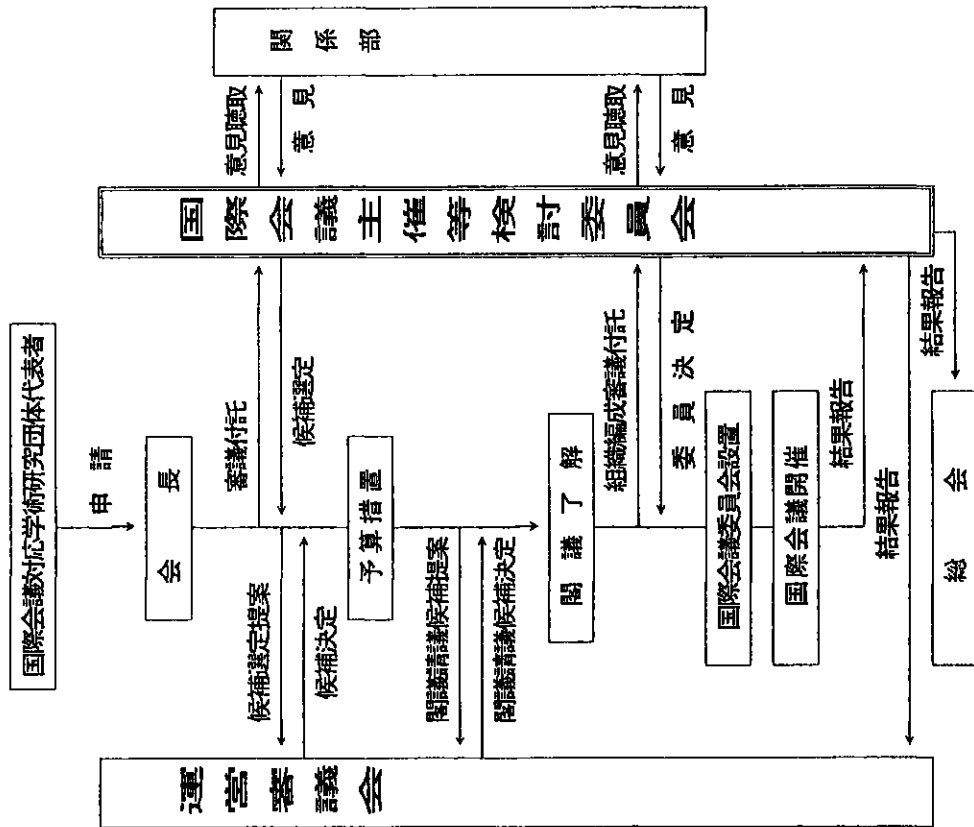 国際会議対応学術研究団体代表者
申請
会長
審議付託
候補選定
候補選定提案
候補決定
予算措置
閣議請議候補提案
閣議請議候補決定
閣議了解
組織編成審議付託
委員決定
国際会議委員会設置
国際会議開催
結果報告
結果報告
結果報告
総会
運営審議会
国際会議主催等検討委員会
意見聴取
意見
意見聴取
意見
関係部